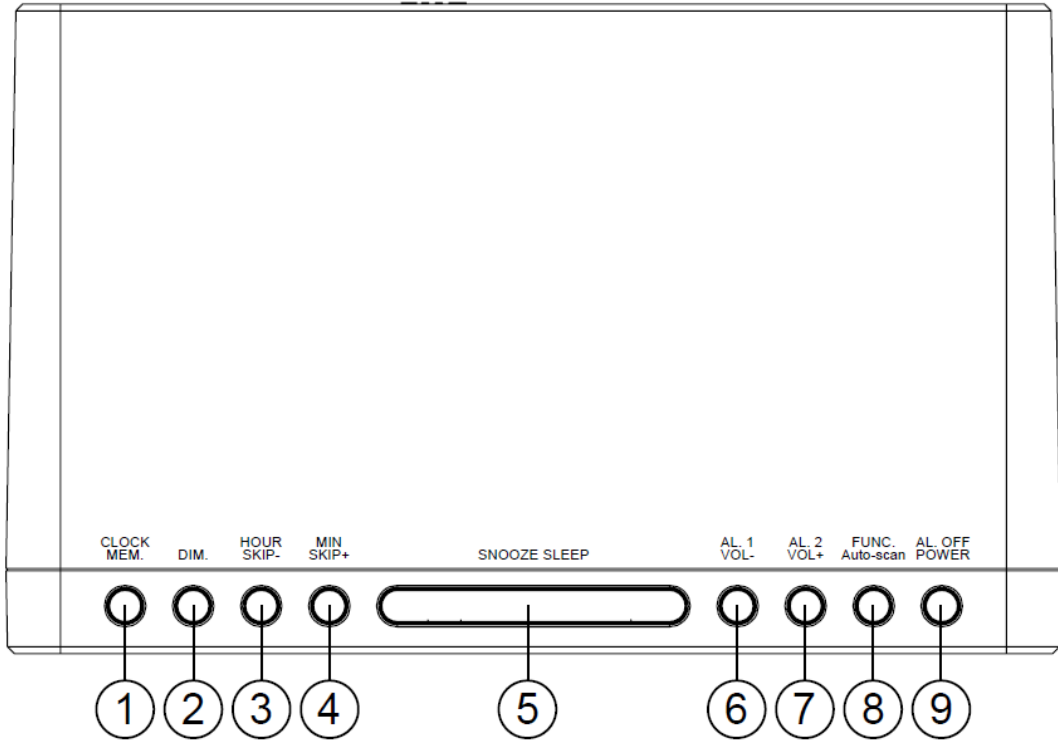 CLOCK
MEM.
DIM.
HOUR
SKIP-
MIN
SKIP+
SNOOZE SLEEP
AL. 1
VOL-
AL. 2
VOL+
FUNC.
Auto-scan
AL. OFF
POWER
1
2
3
4
5
6
7
8
9